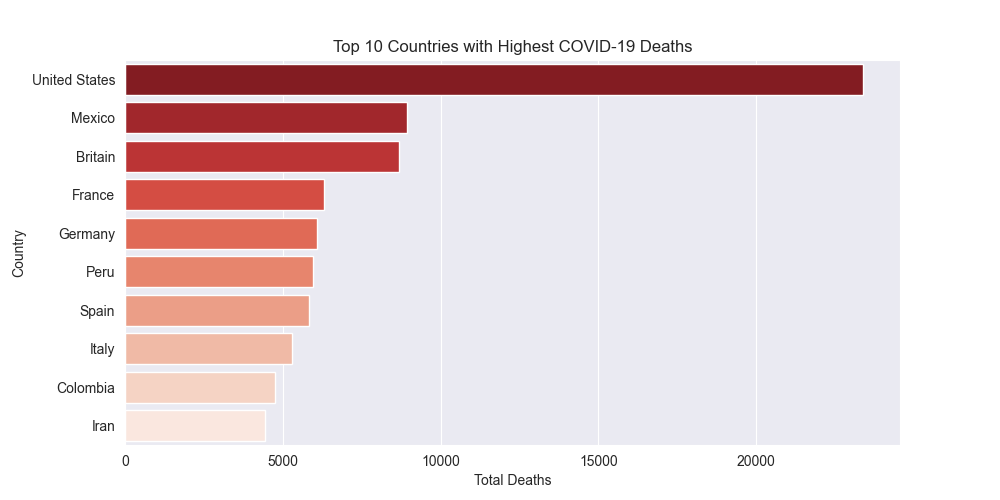 Top 10 Countries with Highest COVID-19 Deaths
United States
Mexico
Britain
France
Germany
Peru
Spain
Italy
Colombia
Iran
Country
0 5000 10000 15000 20000
Total Deaths